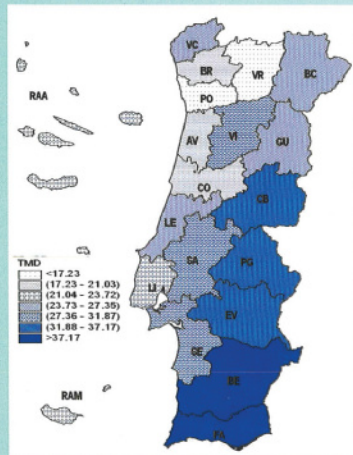 VC
BR
VR
BC
RAA
PO
AV
VI
GU
CO
CB
LE
SA
TMD
<17.23
(17.23 - 21.03)
(21.04 - 23.72)
(23.73 - 27.35)
(27.36 - 31.87)
(31.88 - 37.17)
>37.17
LI
PG
EV
SE
BE
RAM
FA